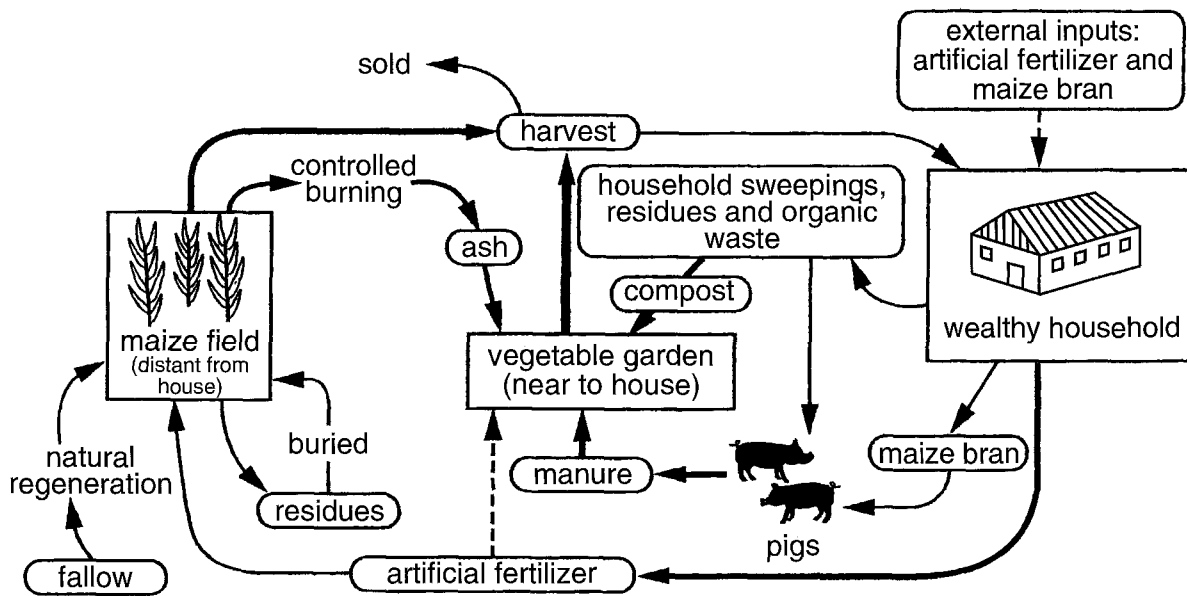 external inputs:
artificial fertilizer and
maize bran
sold
harvest
controlled
burning
household sweepings,
residues and organic
waste
ash
compost
wealthy household
maize field
(distant from
house)
vegetable garden
(near to house)
buried
natural
regeneration
manure
maize bran
residues
pigs
fallow
artificial fertilizer